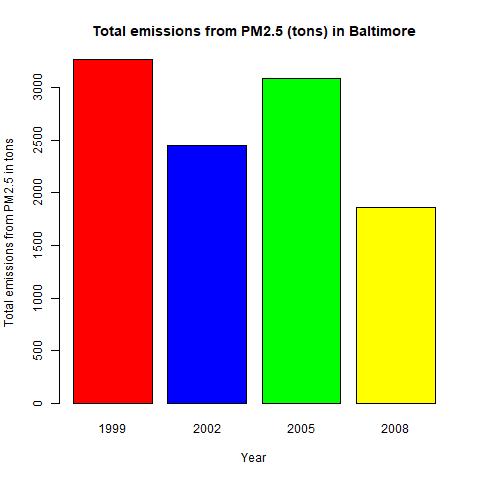 Total emissions from PM2.5 (tons) in Baltimore
Total emissions from PM2.5 in tons
3000
2500
2000
1500
1000
500
0
1999 2002 2005 2008
Year